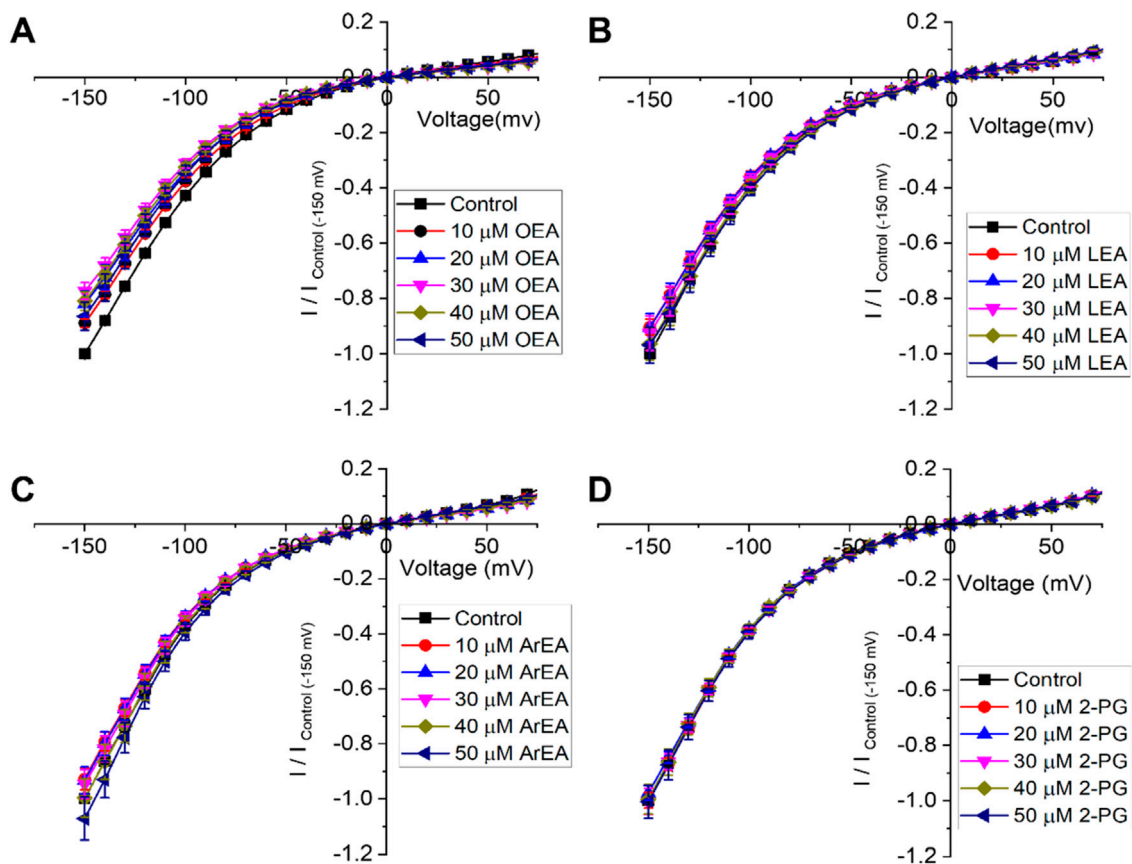 A
0.2
0.0
-150
-100
-50
50
Voltage(mv)
-0.2
-0.4
-0.6
-0.8
-1.0
-1.2
I / I Control (-150 mV)
Control
10 μM OEA
20 μM OEA
30 μM OEA
40 μM OEA
50 μM OEA
B
0.2
0.0
-150
-100
-50
0
50
Voltage(mv)
-0.2
-0.4
-0.6
-0.8
-1.0
-1.2
I / I Control (-150 mV)
Control
10 μM LEA
20 μM LEA
30 μM LEA
40 μM LEA
50 μM LEA
C
0.2
0.0
-150
-100
-50
0
50
Voltage (mV)
-0.2
-0.4
-0.6
-0.8
-1.0
-1.2
I / I Control (-150 mV)
Control
10 μM ArEA
20 μM ArEA
30 μM ArEA
40 μM ArEA
50 μM ArEA
D
0.2
0.0
-150
-100
-50
0
50
Voltage (mV)
-0.2
-0.4
-0.6
-0.8
-1.0
-1.2
I / I Control (-150 mV)
Control
10 μM 2-PG
20 μM 2-PG
30 μM 2-PG
40 μM 2-PG
50 μM 2-PG